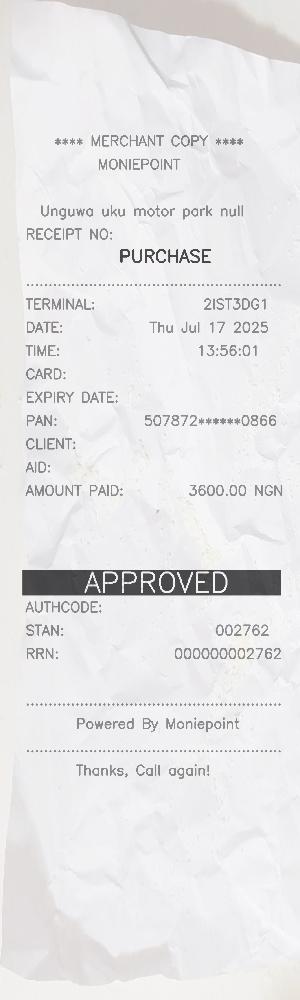 **** MERCHANT COPY ****
MONIEPOINT
Unguwa uku motor park null
RECEIPT NO:
PURCHASE
TERMINAL: 2IST3DG1
DATE: Thu Jul 17 2025
TIME: 13:56:01
CARD:
EXPIRY DATE:
PAN: 507872******0866
CLIENT:
AID:
AMOUNT PAID: 3600.00 NGN
APPROVED
AUTHCODE:
STAN: 002762
RRN: 000000002762
Powered By Moniepoint
Thanks, Call again!